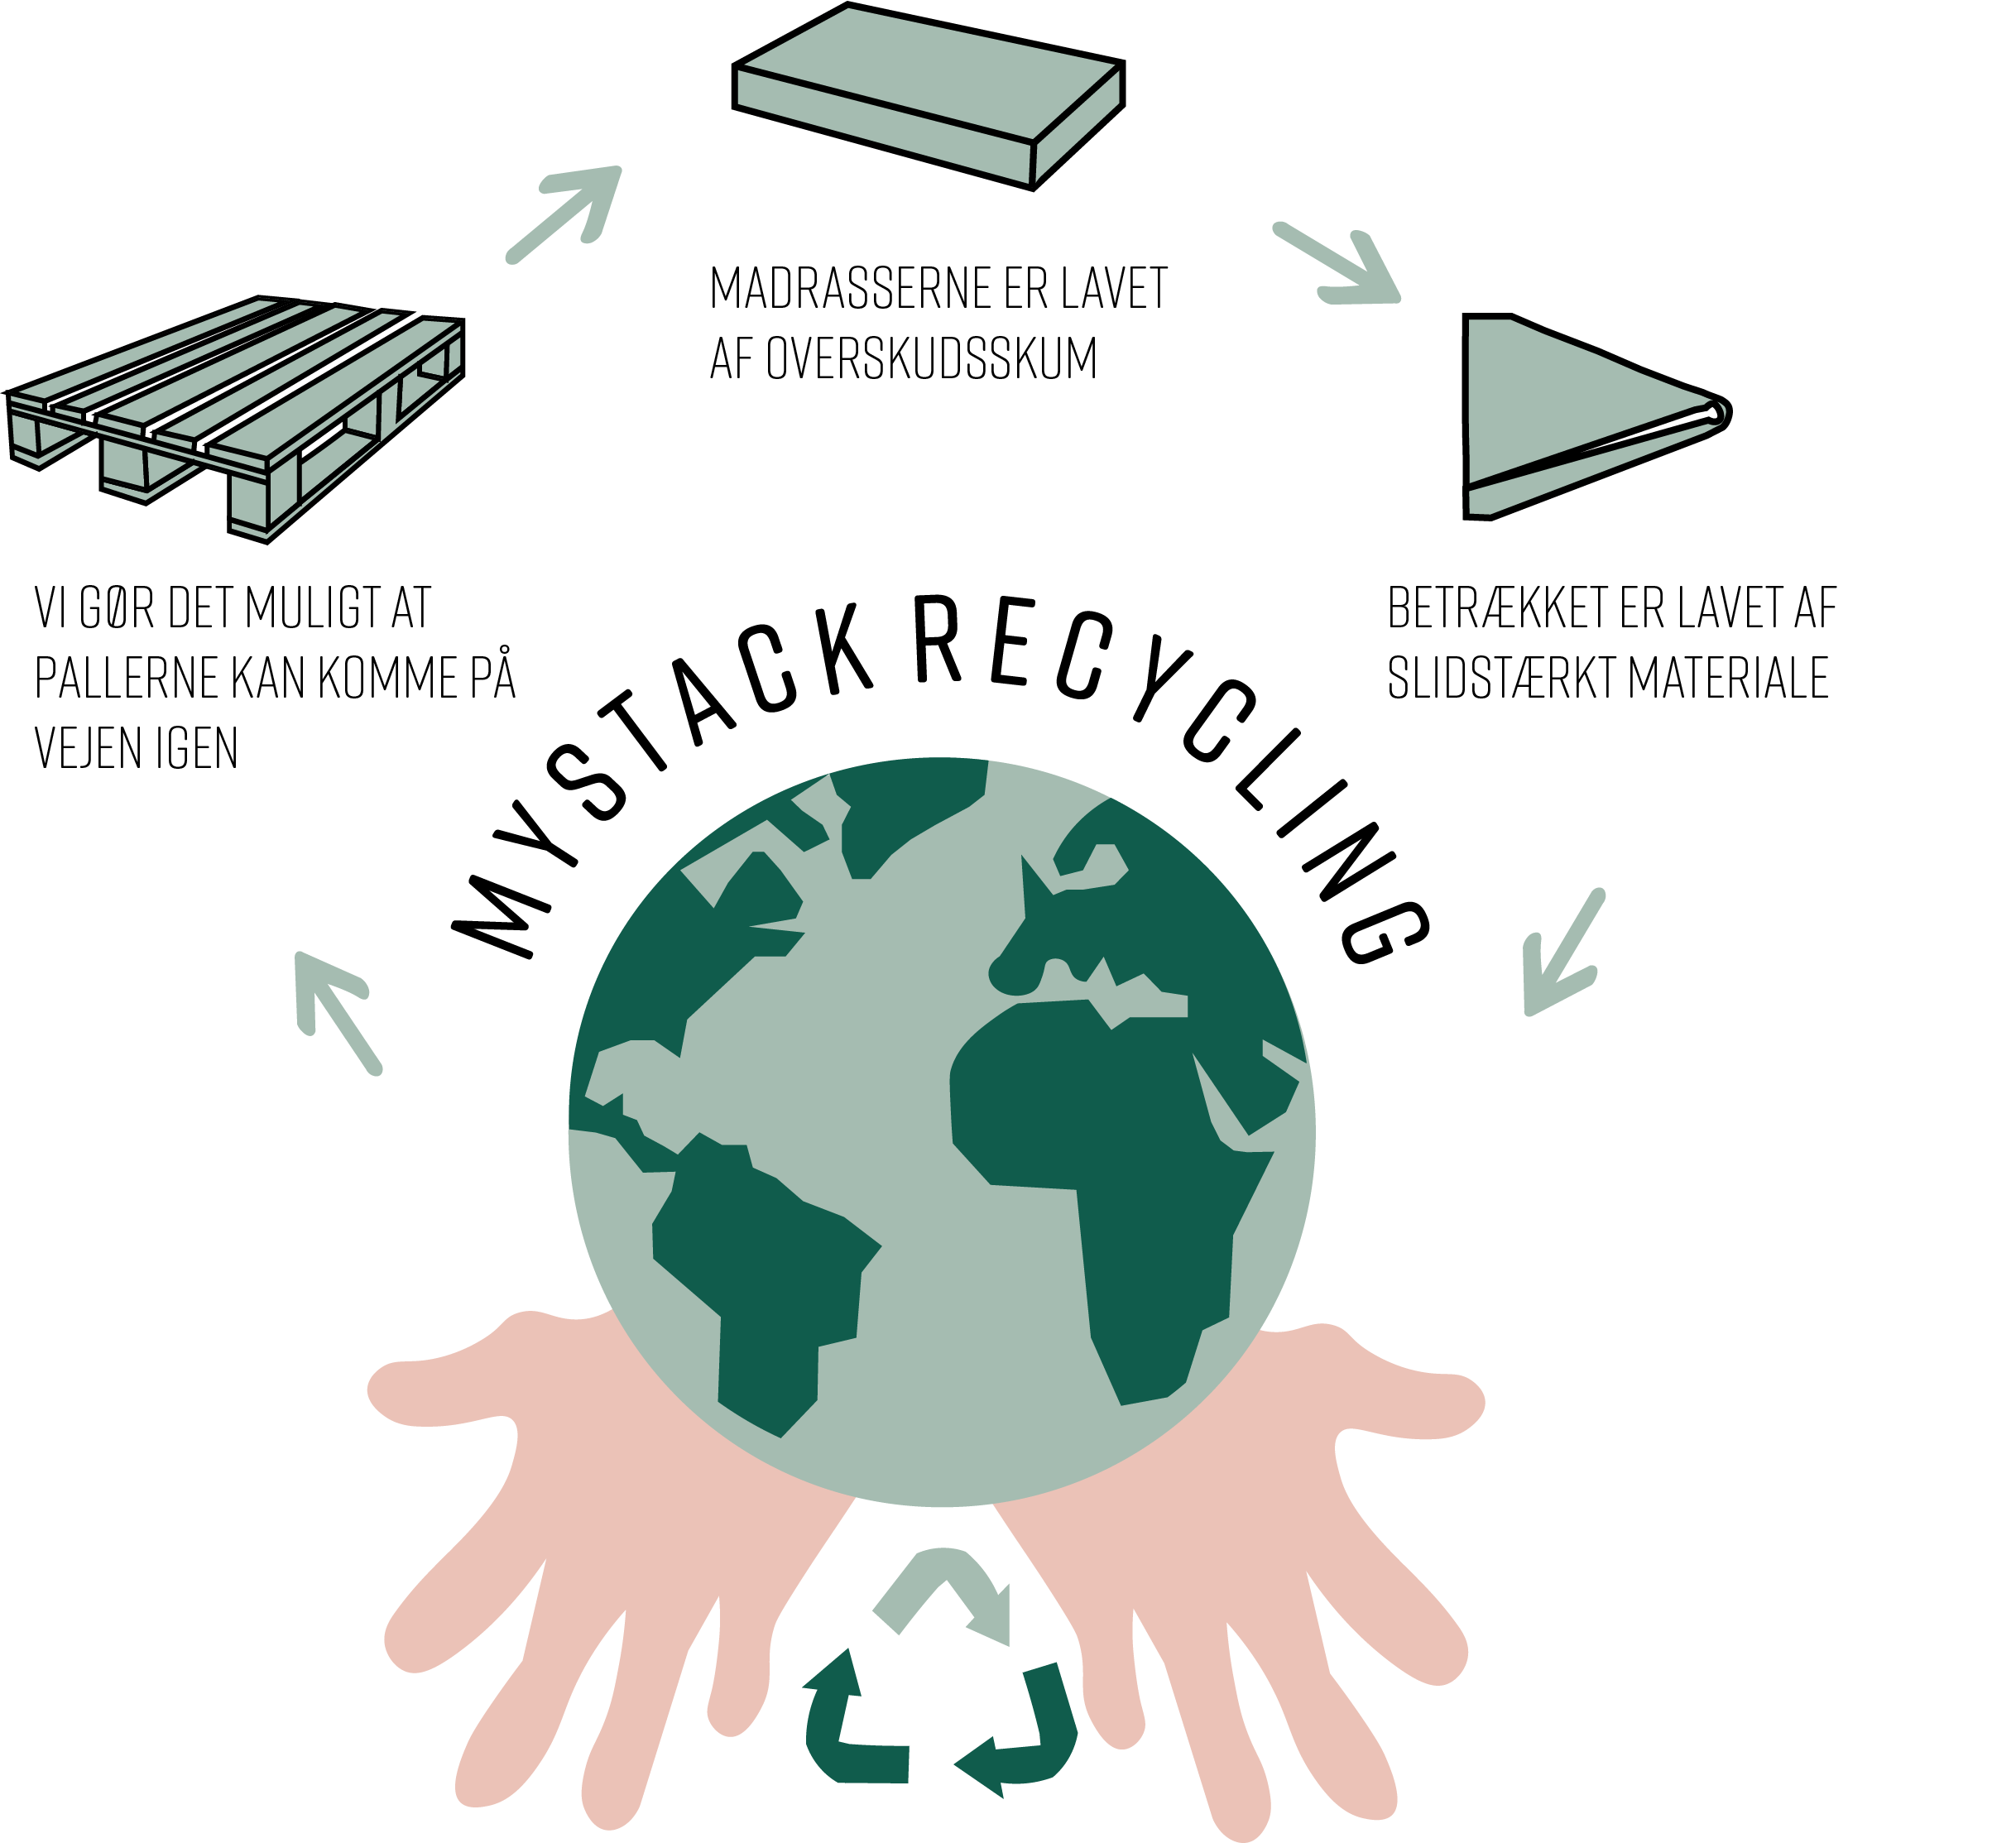 MADRASSERNE ER LAVET
AF OVERSKUDSSKUM
VI GØR DET MULIGT AT
PALLERNE KAN KOMME PÅ
VEJEN IGEN
BETRÆKKET ER LAVET AF
SLIDSTÆRKT MATERIALE
MYSTACK RECYCLING